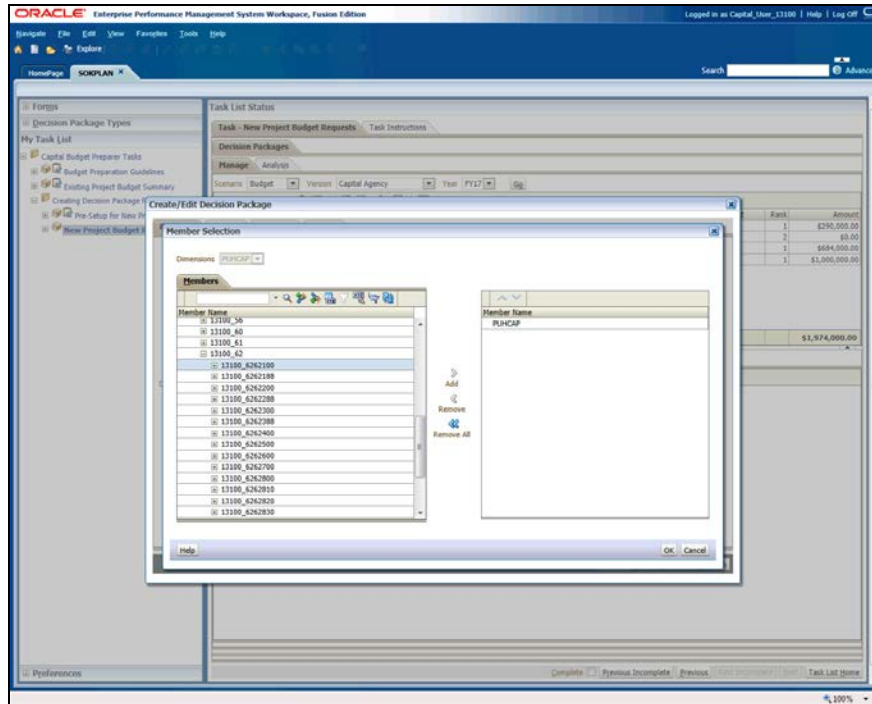 ORACLE Enterprise Performance Management System Workspace, Fusion Edition
Logged in as Capital_User_13100 | Help | Log Off
Navigate File Edit View Favorites Tools Help
Explore
HomePage SOKPLAN
Search Advance
Forms
Decision Package Types
My Task List
Capital Budget Preparer Tasks
Budget Preparation Guidelines
Existing Project Budget Summary
Creating Decision Package
Pre-Setup for New
New Project Budget
Task List Status
Task - New Project Budget Requests Task Instructions
Decision Packages
Manage Analysis
Scenario Budget Version Capital Agency Year FY17 Go
Create/Edit Decision Package
Rank Amount
1 $290,000.00
2 $0.00
1 $684,000.00
1 $1,000,000.00
$1,974,000.00
Member Selection
Dimensions PUHCAP
Members
Member Name
13100_56
13100_60
13100_61
13100_62
13100_6262100
13100_6262188
13100_6262200
13100_6262288
13100_6262300
13100_6262388
13100_6262400
13100_6262500
13100_6262600
13100_6262700
13100_6262800
13100_6262810
13100_6262820
13100_6262830
Add
Remove
Remove All
Member Name
PUHCAP
Help OK Cancel
Preferences
Complete Previous Incomplete Previous Next Incomplete Next Task List Home
100%